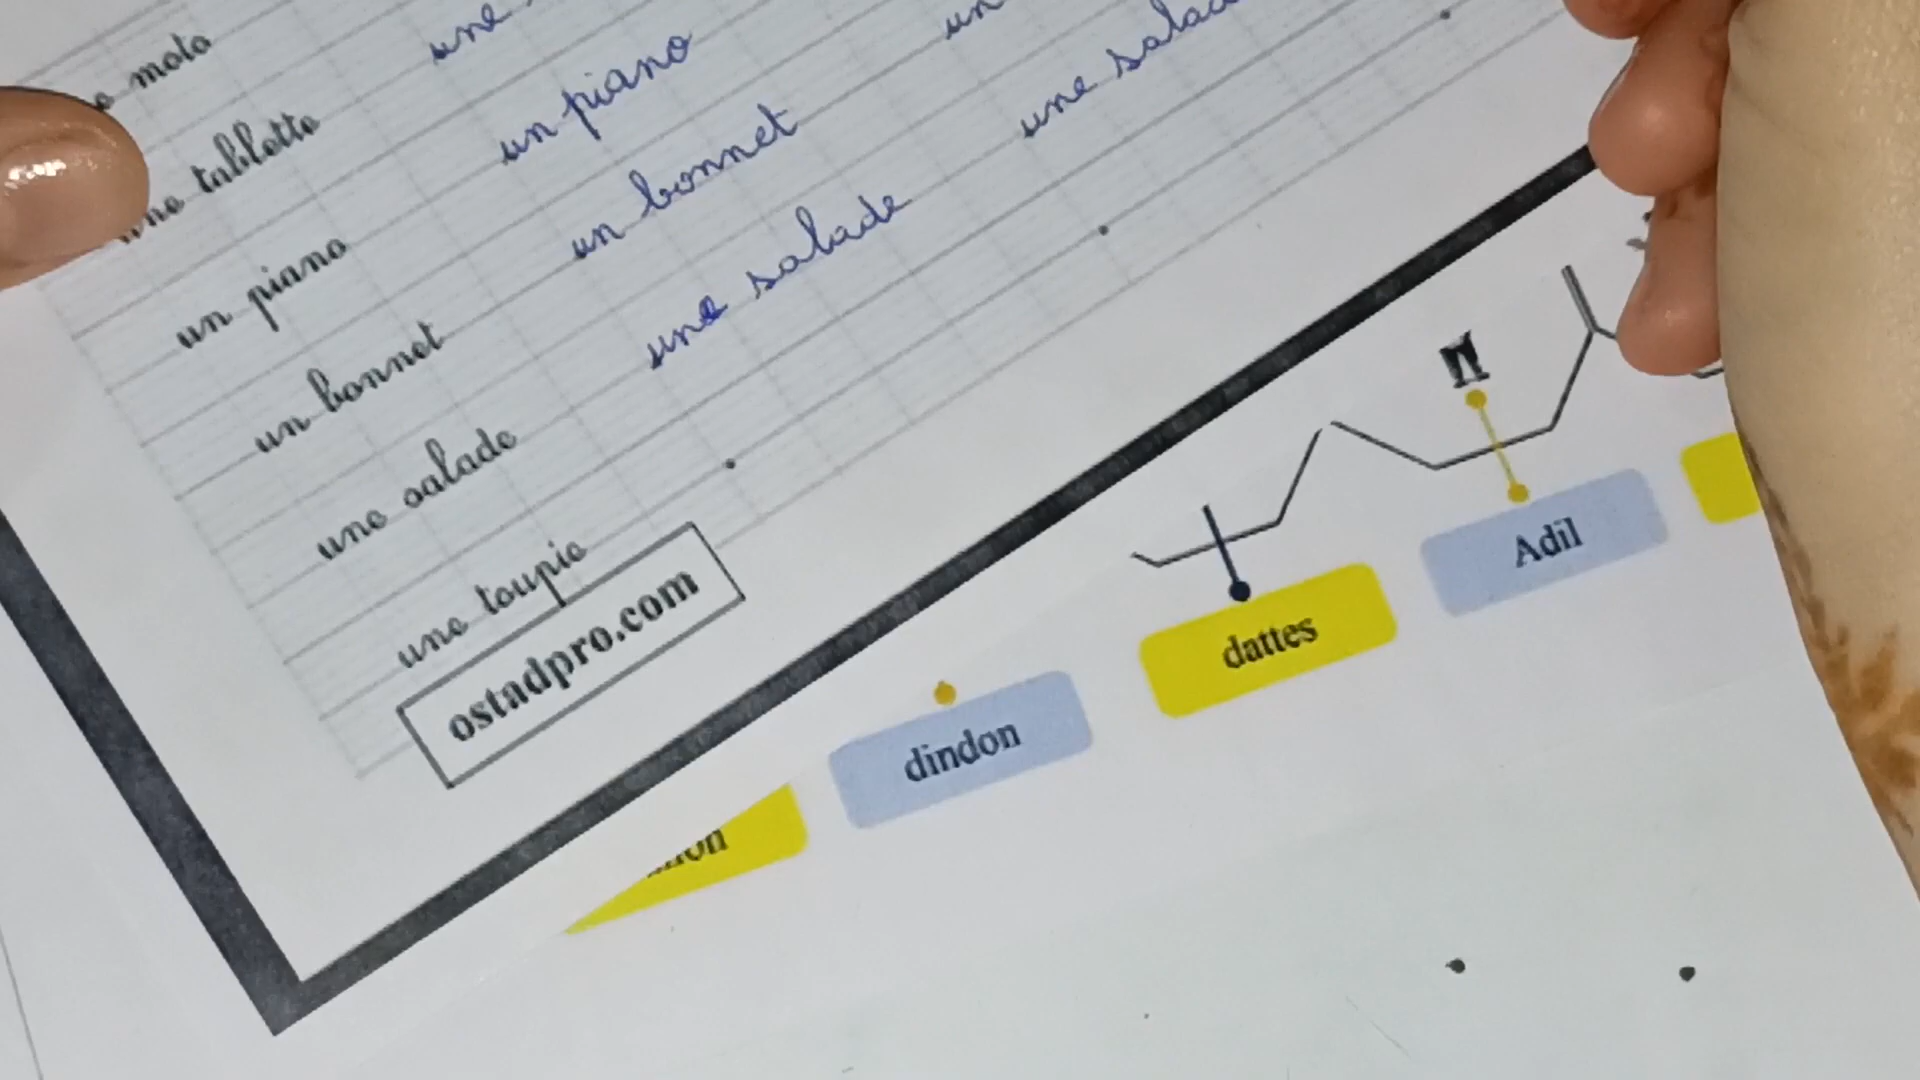 moto
tablette une
un piano un piano un
un bonnet un bonnet une
une salade une salade
une toupie
ostadpro.com
Adil
dattes
dindon